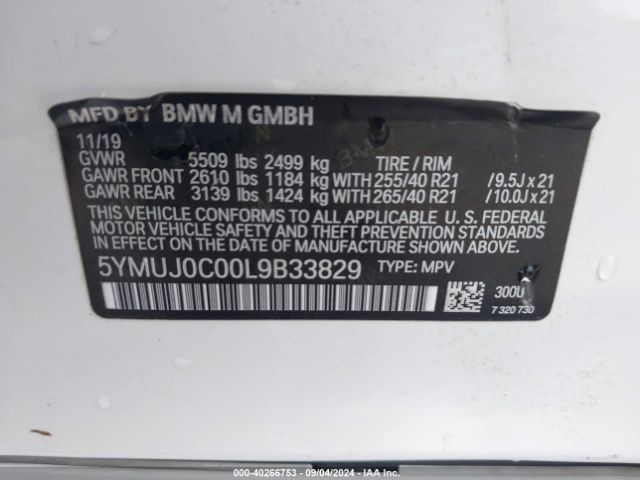 MFD BY BMW M GMBH
11/19
GVWR 5509 lbs 2499 kg TIRE / RIM
GAWR FRONT 2610 lbs 1184 kg WITH 255/40 R21 / 9.5J x 21
GAWR REAR 3139 lbs 1424 kg WITH 265/40 R21 / 10.0J x 21
THIS VEHICLE CONFORMS TO ALL APPLICABLE U. S. FEDERAL
MOTOR VEHICLE SAFETY AND THEFT PREVENTION STANDARDS
IN EFFECT ON THE DATE OF MANUFACTURE SHOWN ABOVE.
5YMUJ0C00L9B33829 TYPE: MPV
300U
7 320 730
© COPART - 40266753 - 09/04/2024 - IAAI.COM